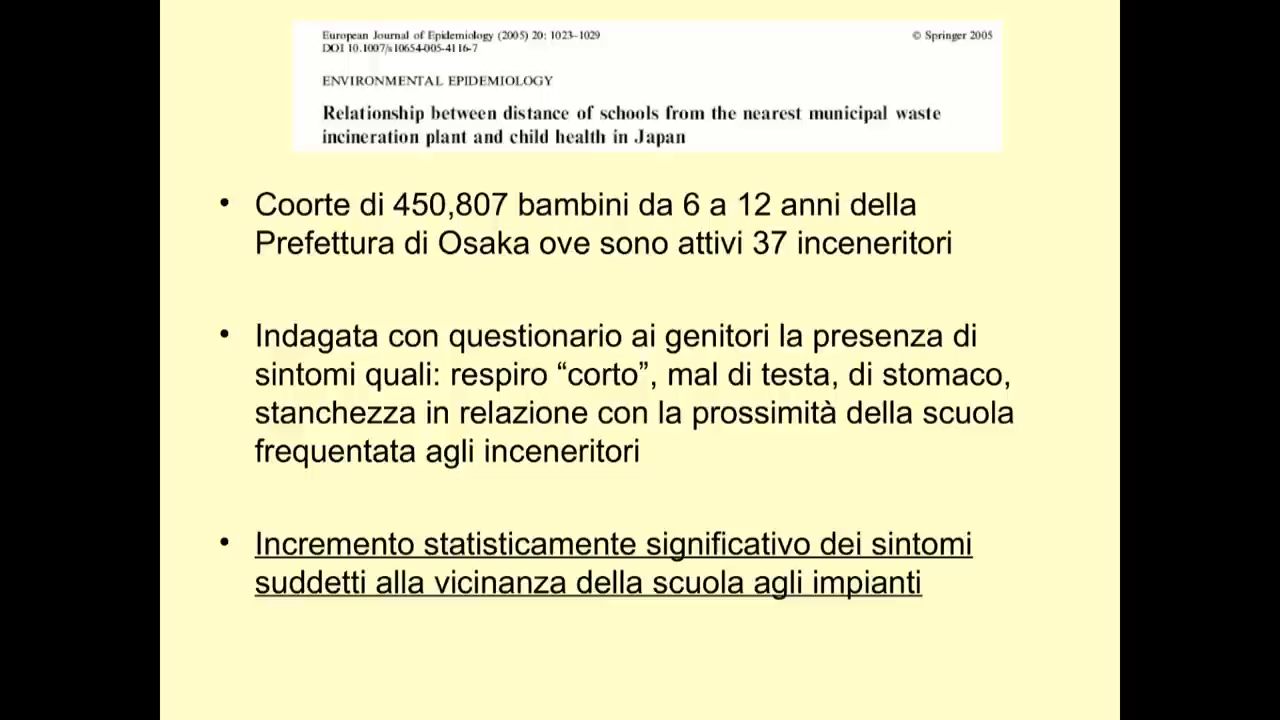 European Journal of Epidemiology (2005) 20: 1023–1029
© Springer 2005
DOI 10.1007/s10654-005-4116-7
ENVIRONMENTAL EPIDEMIOLOGY
Relationship between distance of schools from the nearest municipal waste
incineration plant and child health in Japan
• Coorte di 450,807 bambini da 6 a 12 anni della
Prefettura di Osaka ove sono attivi 37 inceneritori
• Indagata con questionario ai genitori la presenza di
sintomi quali: respiro “corto”, mal di testa, di stomaco,
stanchezza in relazione con la prossimità della scuola
frequentata agli inceneritori
• Incremento statisticamente significativo dei sintomi
suddetti alla vicinanza della scuola agli impianti